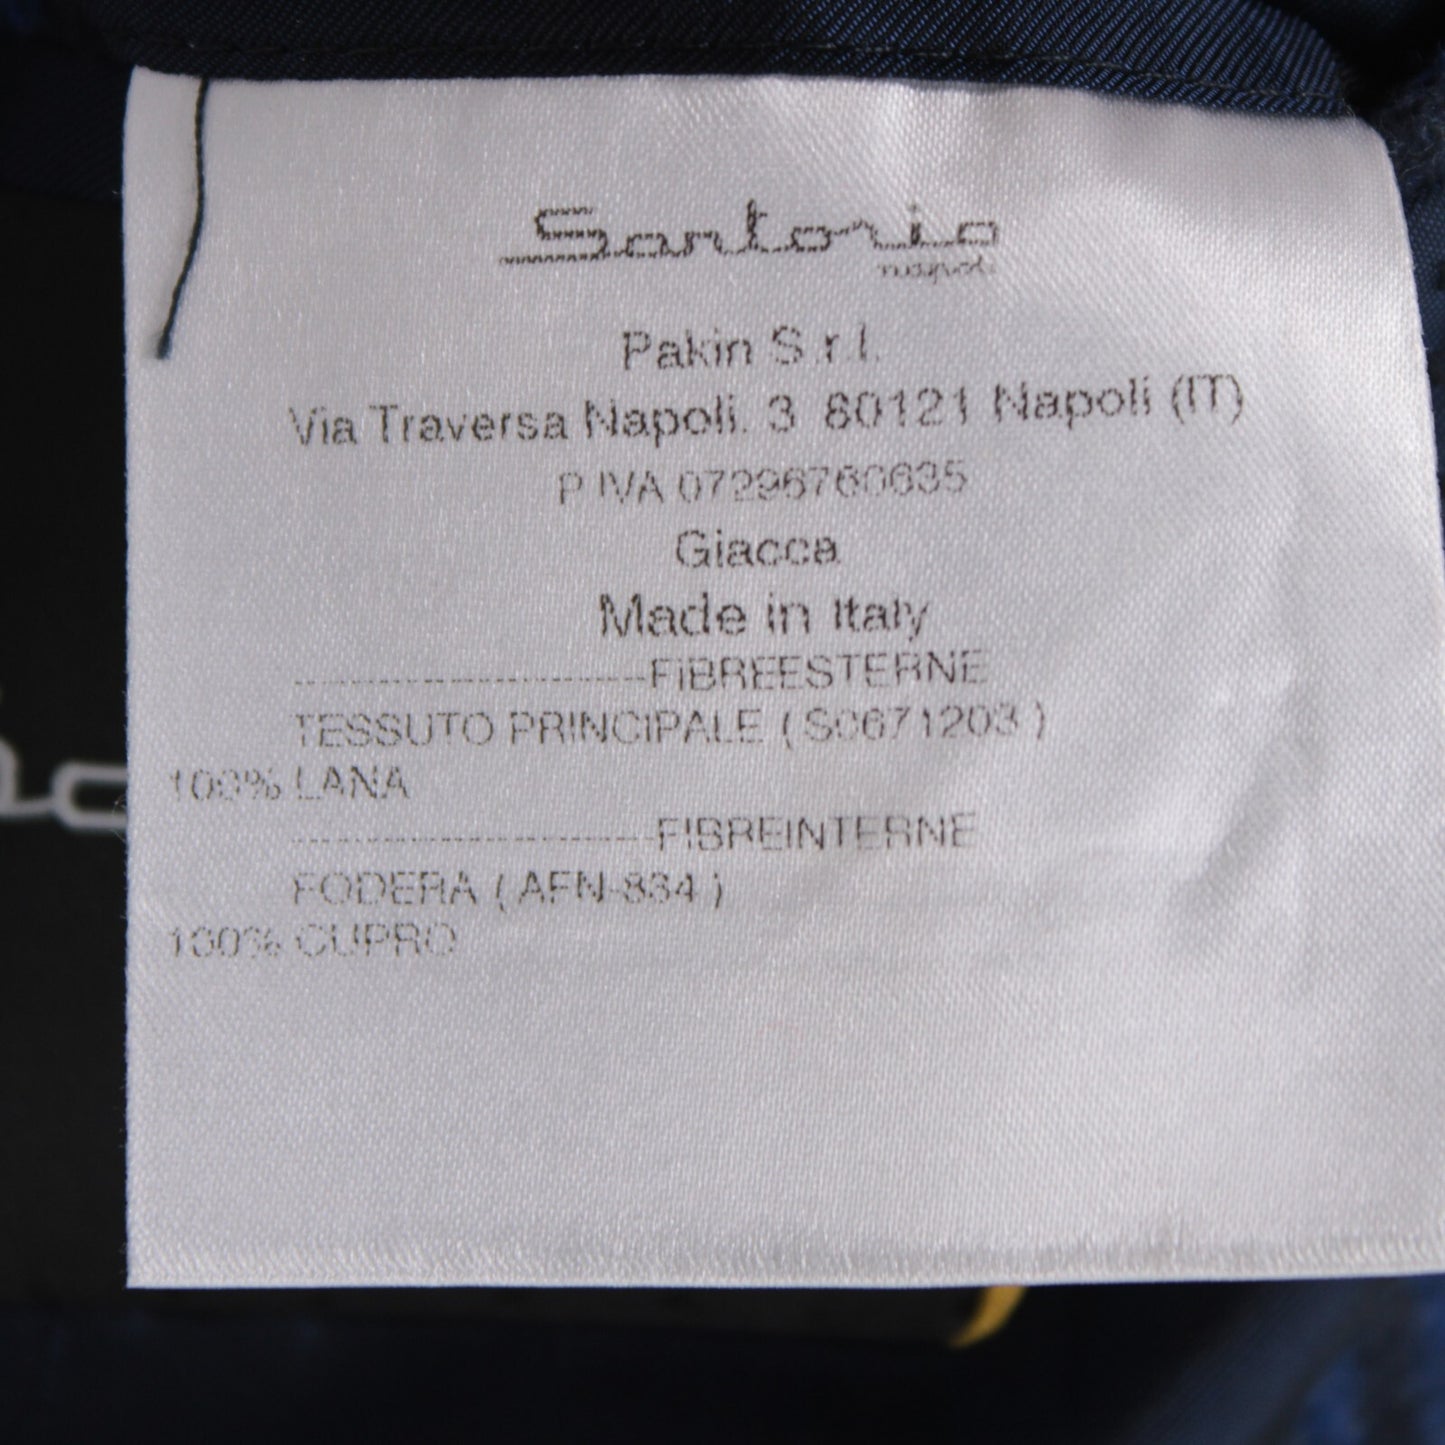 Sartorio
napoli
Pakin S.r.l.
Via Traversa Napoli. 3 80121 Napoli (IT)
P.IVA 07296760635
Giacca
Made in Italy
----------------------FIBREESTERNE
TESSUTO PRINCIPALE ( S0671203 )
100% LANA
----------------------FIBREINTERNE
FODERA ( AFN-834 )
100% CUPRO